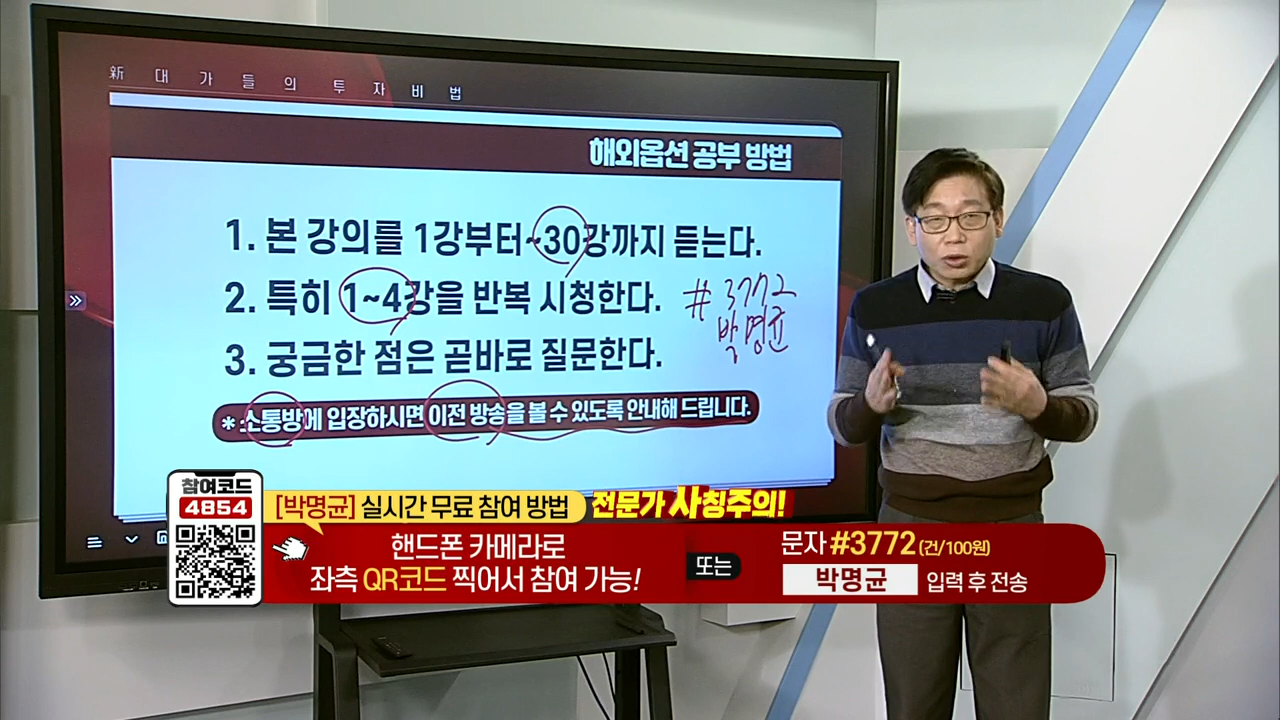 新대가들의투자비법
해외옵션 공부 방법
1. 본 강의를 1강부터~30강까지 듣는다.
2. 특히 1~4강을 반복 시청한다.
#3772
박명균
3. 궁금한 점은 곧바로 질문한다.
* 소통방에 입장하시면 이전 방송을 볼 수 있도록 안내해 드립니다.
참여코드
4854
[박명균] 실시간 무료 참여 방법
전문가 사칭주의!
핸드폰 카메라로
좌측 QR코드 찍어서 참여 가능!
또는
문자 #3772 (건/100원)
박명균 입력 후 전송